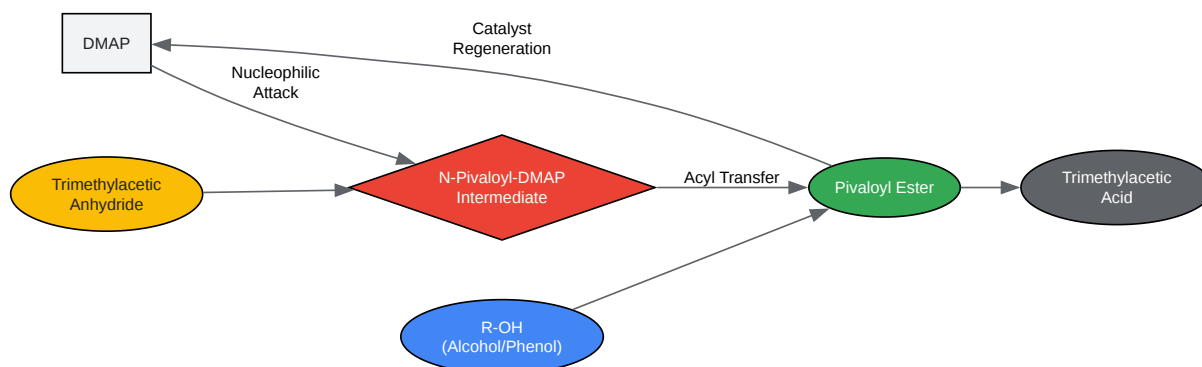 DMAP
Catalyst
Regeneration
Nucleophilic
Attack
Trimethylacetic
Anhydride
N-Pivaloyl-DMAP
Intermediate
Acyl Transfer
Pivaloyl Ester
Trimethylacetic
Acid
R-OH
(Alcohol/Phenol)